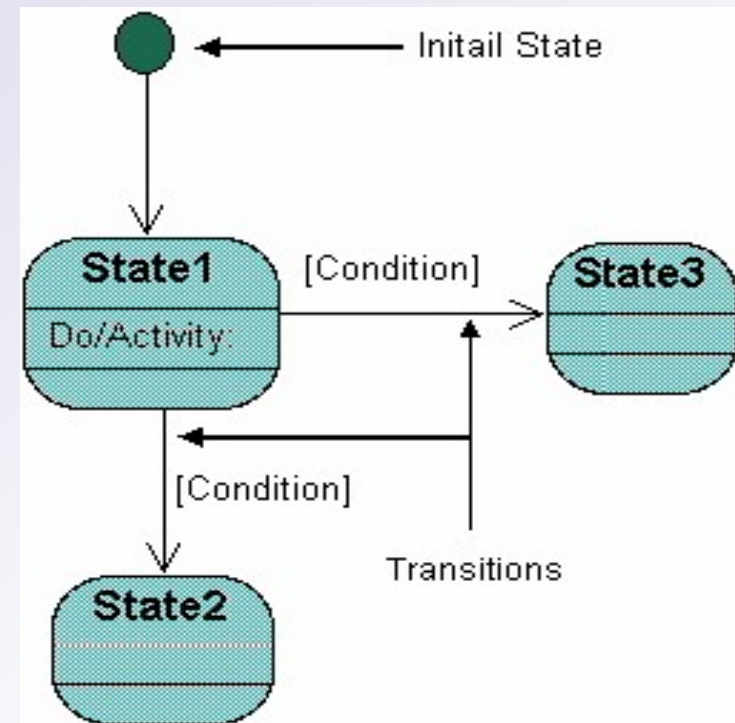 Initail State
State1
[Condition]
State3
Do/Activity:
[Condition]
Transitions
State2